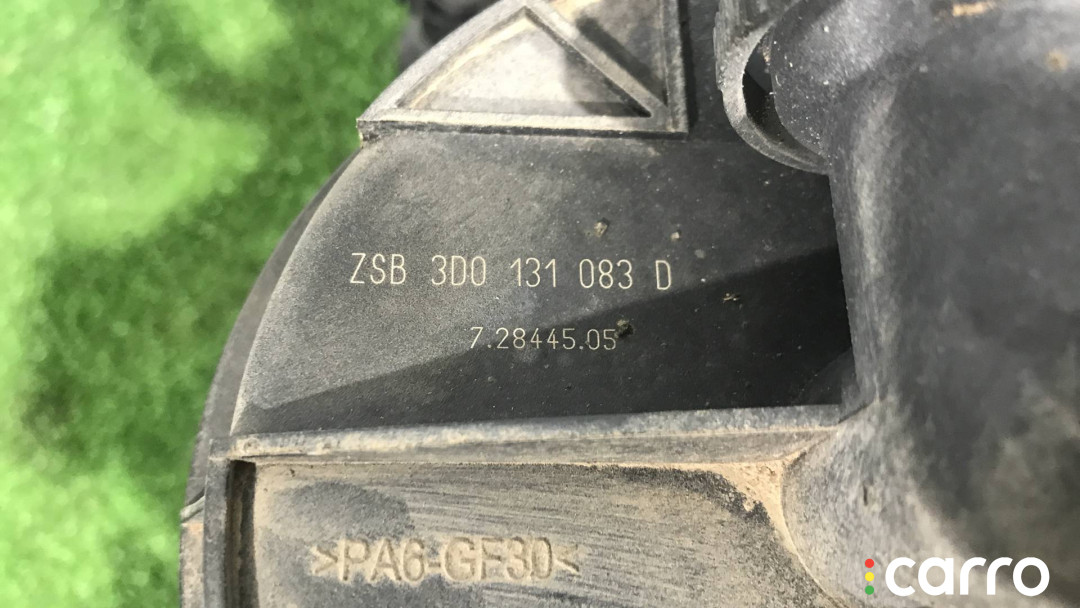 ZSB 3D0 131 083 D
7.28445.05
>PA6-GF30<
carro